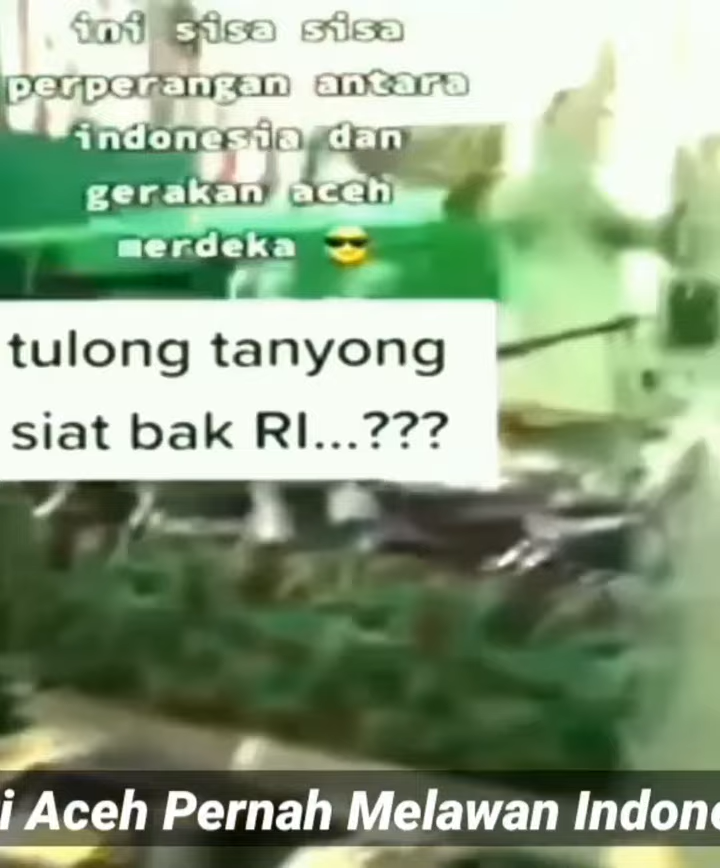 ini sisa sisa
perperangan antara
indonesia dan
gerakan aceh
merdeka 😎
tulong tanyong
siat bak RI...???
i Aceh Pernah Melawan Indone